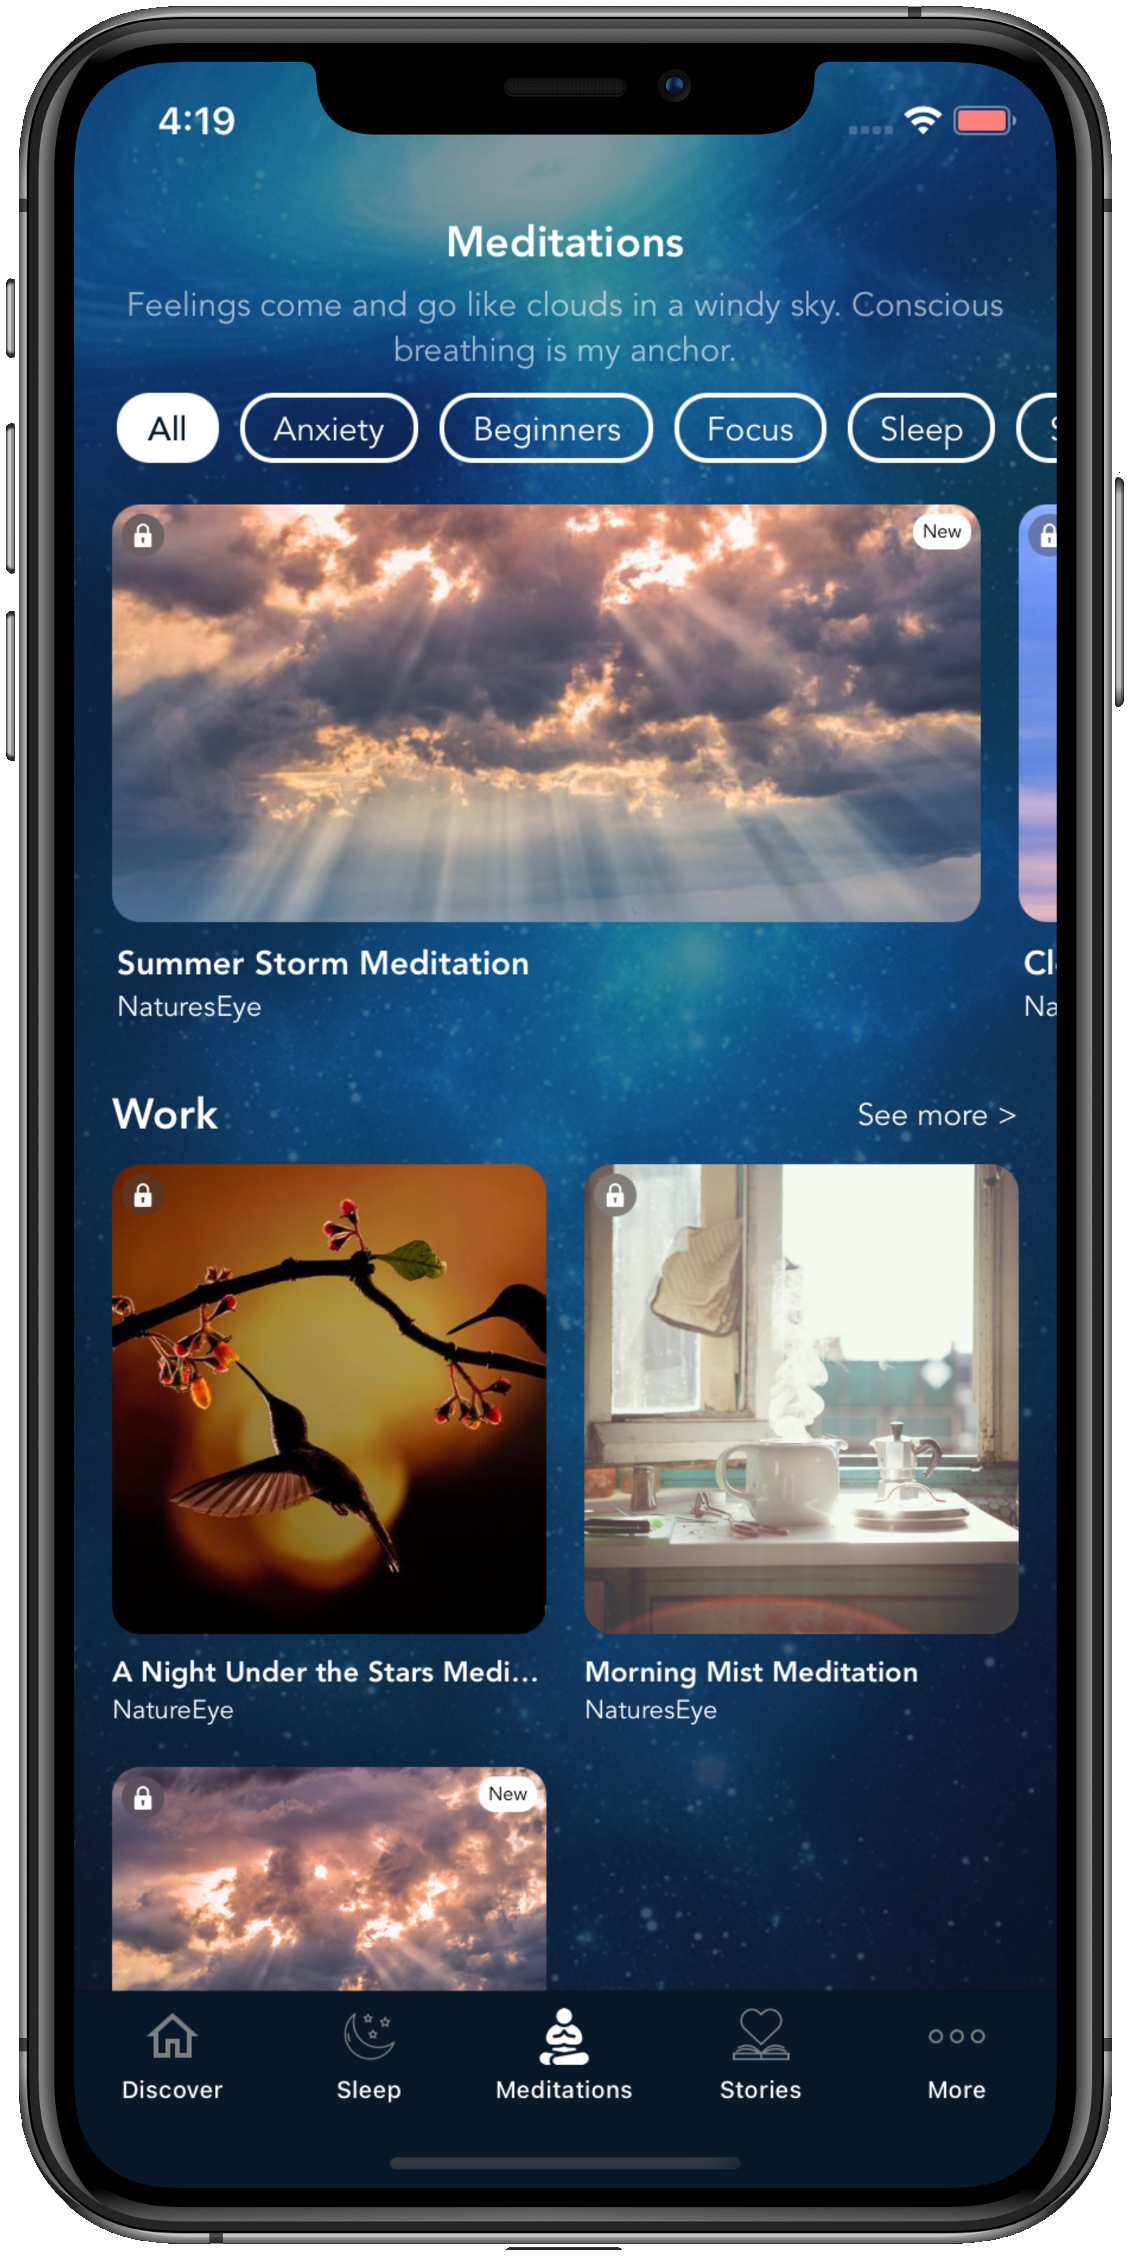 4:19
Meditations
Feelings come and go like clouds in a windy sky. Conscious
breathing is my anchor.
All Anxiety Beginners Focus Sleep
New
Summer Storm Meditation
NaturesEye
Cl
Na
Work See more >
A Night Under the Stars Medi...
NatureEye
Morning Mist Meditation
NaturesEye
New
Discover Sleep Meditations Stories More